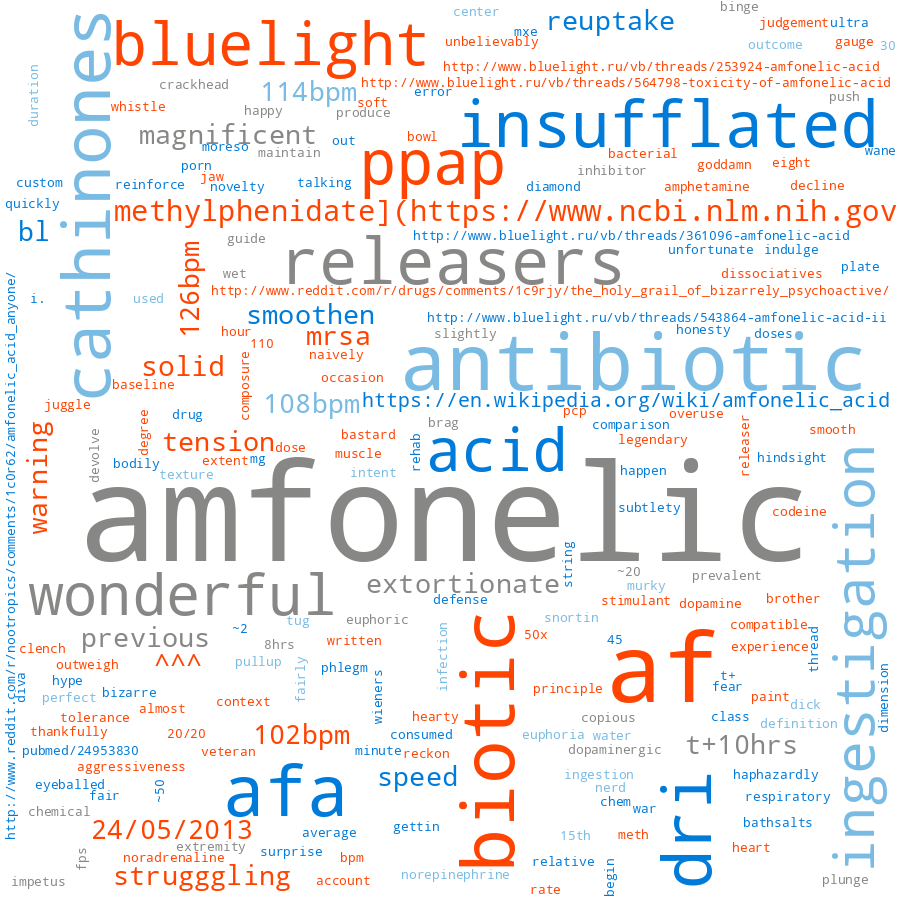 center
binge
mxe
reuptake
judgement
ultra
bluelight
unbelievably
outcome
gauge
30
http://www.bluelight.ru/vb/threads/253924-amfonelic-acid
duration
crackhead
114bpm
http://www.bluelight.ru/vb/threads/564798-toxicity-of-amfonelic-acid
error
push
whistle
happy
soft
produce
insufflated
magnificent
moreso
out
bowl
maintain
ppap
bacterial
wane
porn
inhibitor
goddamn
eight
custom
reinforce
jaw
novelty
talking
diamond
amphetamine
decline
quickly
cathinones
methylphenidate](https://www.ncbi.nlm.nih.gov
bl
guide
http://www.bluelight.ru/vb/threads/361096-amfonelic-acid
releasers
unfortunate
indulge
wet
dissociatives
plate
126bpm
http://www.reddit.com/r/drugs/comments/1c9rjy/the_holy_grail_of_bizarrely_psychoactive/
i.
used
smoothen
http://www.bluelight.ru/vb/threads/543864-amfonelic-acid-ii
hour
110
mrsa
slightly
honesty
doses
naively
solid
antibiotic
baseline
composure
occasion
juggle
108bpm
https://en.wikipedia.org/wiki/amfonelic_acid
degree
drug
brag
pcp
comparison
overuse
warning
devolve
tension
dose
bastard
rehab
acid
legendary
releaser
smooth
bodily
extent
mg
muscle
hindsight
texture
intent
happen
http://www.reddit.com/r/nootropics/comments/1c0r62/amfonelic_acid_anyone/
amfonelic
subtlety
codeine
ingestigation
string
~20
prevalent
wonderful
extortionate
murky
defense
stimulant
dopamine
brother
previous
~2
tug
euphoric
snortin
compatible
clench
8hrs
written
infection
50x
45
thread
^^^
outweigh
pullup
phlegm
biotic
af
experience
diva
hype
fairly
t+
fear
perfect
bizarre
wieners
principle
paint
dick
dimension
almost
context
hearty
copious
class
definition
tolerance
thankfully
20/20
102bpm
consumed
euphoria
water
t+10hrs
pubmed/24953830
veteran
minute
reckon
dopaminergic
aggressiveness
speed
ingestion
haphazardly
eyeballed
fair
~50
afa
nerd
dri
chem
war
respiratory
chemical
24/05/2013
average
gettin
15th
meth
bathsalts
fps
noradrenaline
extremity
surprise
bpm
relative
heart
impetus
strugggling
account
norepinephrine
rate
begin
plunge